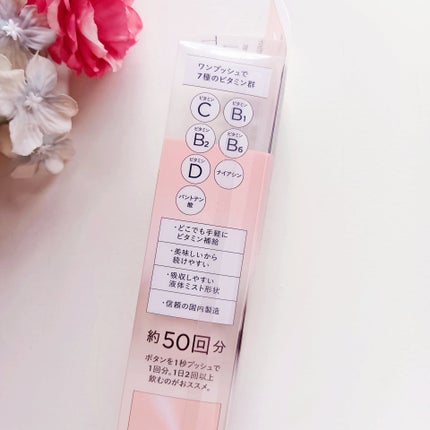 ワンプッシュで
7種のビタミン群
ビタミン
C
ビタミン
B1
ビタミン
B2
ビタミン
B6
ビタミン
D
ナイアシン
パントテン
酸
・どこでも手軽に
ビタミン補給
・美味しいから
続けやすい
・吸収しやすい
液体ミスト形状
・信頼の国内製造
約50回分
ボタンを1秒プッシュで
1回分。1日2回以上
飲むのがおススメ。